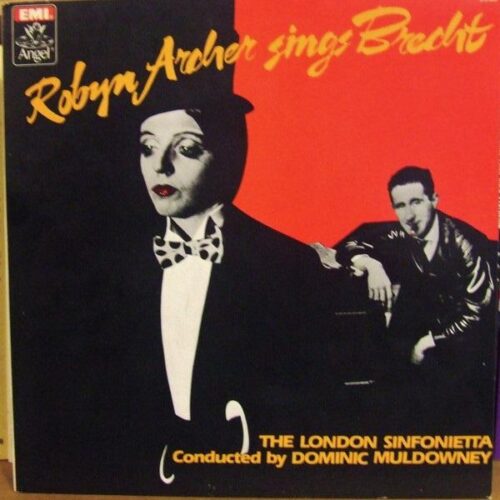 EMI
Angel
Robyn Archer sings Brecht
THE LONDON SINFONIETTA
Conducted by DOMINIC MULDOWNEY